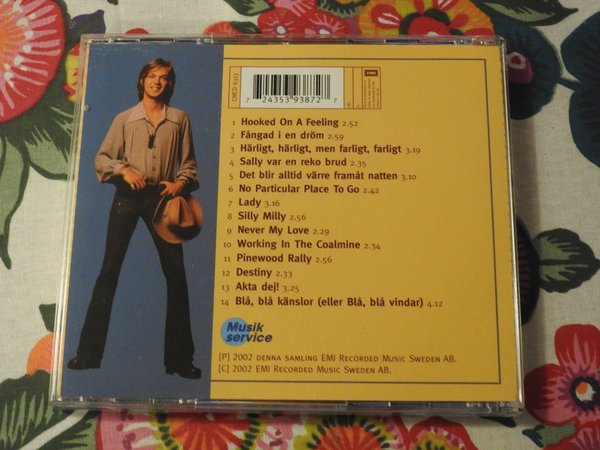 CMCD 6313
7 24353 93872 7
EMI
1 Hooked On A Feeling 2.52
2 Fångad i en dröm 2.59
3 Härligt, härligt, men farligt, farligt 3.19
4 Sally var en reko brud 2.35
5 Det blir alltid värre framåt natten 3.10
6 No Particular Place To Go 2.42
7 Lady 3.16
8 Silly Milly 2.56
9 Never My Love 2.29
10 Working In The Coalmine 2.34
11 Pinewood Rally 2.56
12 Destiny 2.33
13 Akta dej! 3.25
14 Blå, blå känslor (eller Blå, blå vindar) 4.12
Musik
service
[P] 2002 DENNA SAMLING EMI RECORDED MUSIC SWEDEN AB.
[C] 2002 EMI RECORDED MUSIC SWEDEN AB.